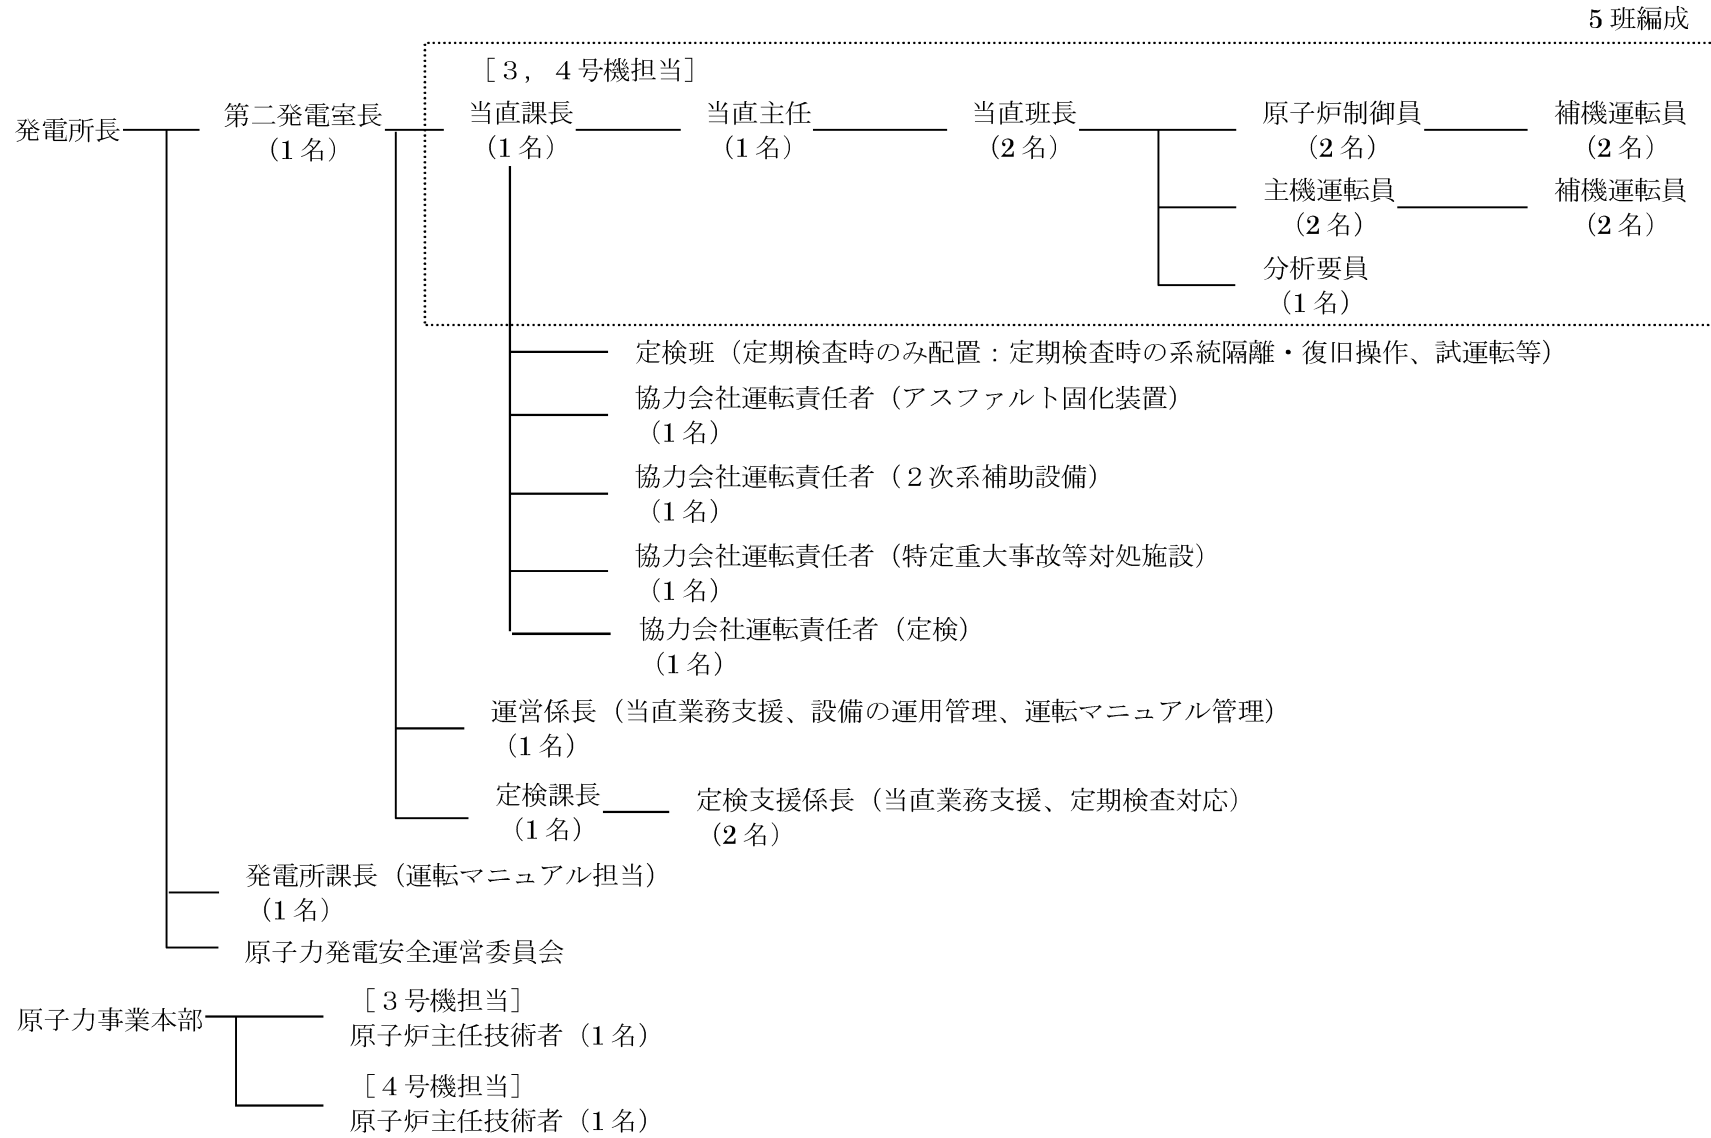 5 班編成
［３，４号機担当］
発電所長 第二発電室長 当直課長 当直主任 当直班長 原子炉制御員 補機運転員
（1 名） （1 名） （1 名） （2 名） （2 名） （2 名）
主機運転員 補機運転員
（2 名） （2 名）
分析要員
（1 名）
定検班（定期検査時のみ配置：定期検査時の系統隔離・復旧操作、試運転等）
協力会社運転責任者（アスファルト固化装置）
（1 名）
協力会社運転責任者（２次系補助設備）
（1 名）
協力会社運転責任者（特定重大事故等対処施設）
（1 名）
協力会社運転責任者（定検）
（1 名）
運営係長（当直業務支援、設備の運用管理、運転マニュアル管理）
（1 名）
定検課長 定検支援係長（当直業務支援、定期検査対応）
（1 名） （2 名）
発電所課長（運転マニュアル担当）
（1 名）
原子力発電安全運営委員会
［３号機担当］
原子力事業本部 原子炉主任技術者（1 名）
［４号機担当］
原子炉主任技術者（1 名）